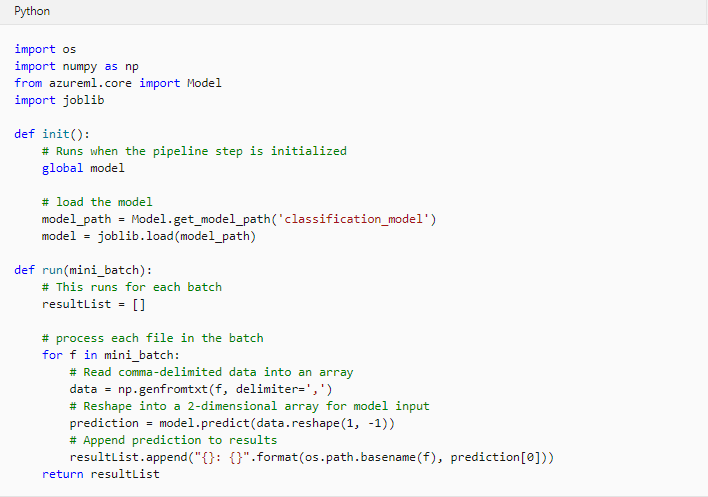 Python
import os
import numpy as np
from azureml.core import Model
import joblib
def init():
    # Runs when the pipeline step is initialized
    global model
    # load the model
    model_path = Model.get_model_path('classification_model')
    model = joblib.load(model_path)
def run(mini_batch):
    # This runs for each batch
    resultList = []
    # process each file in the batch
    for f in mini_batch:
        # Read comma-delimited data into an array
        data = np.genfromtxt(f, delimiter=',')
        # Reshape into a 2-dimensional array for model input
        prediction = model.predict(data.reshape(1, -1))
        # Append prediction to results
        resultList.append("{}: {}".format(os.path.basename(f), prediction[0]))
    return resultList